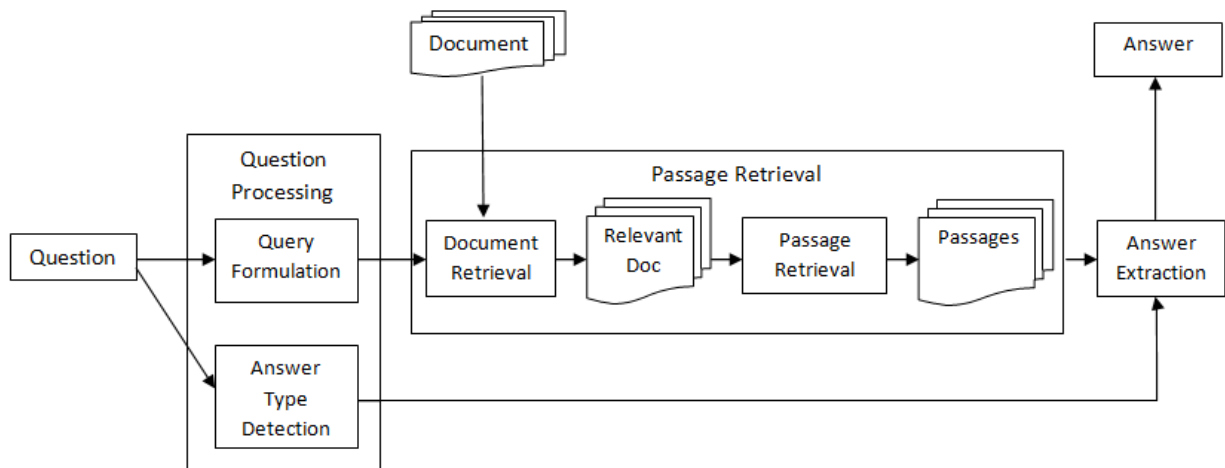 Document
Answer
Question
Processing
Passage Retrieval
Question
Query
Formulation
Document
Retrieval
Relevant
Doc
Passage
Retrieval
Passages
Answer
Extraction
Answer
Type
Detection